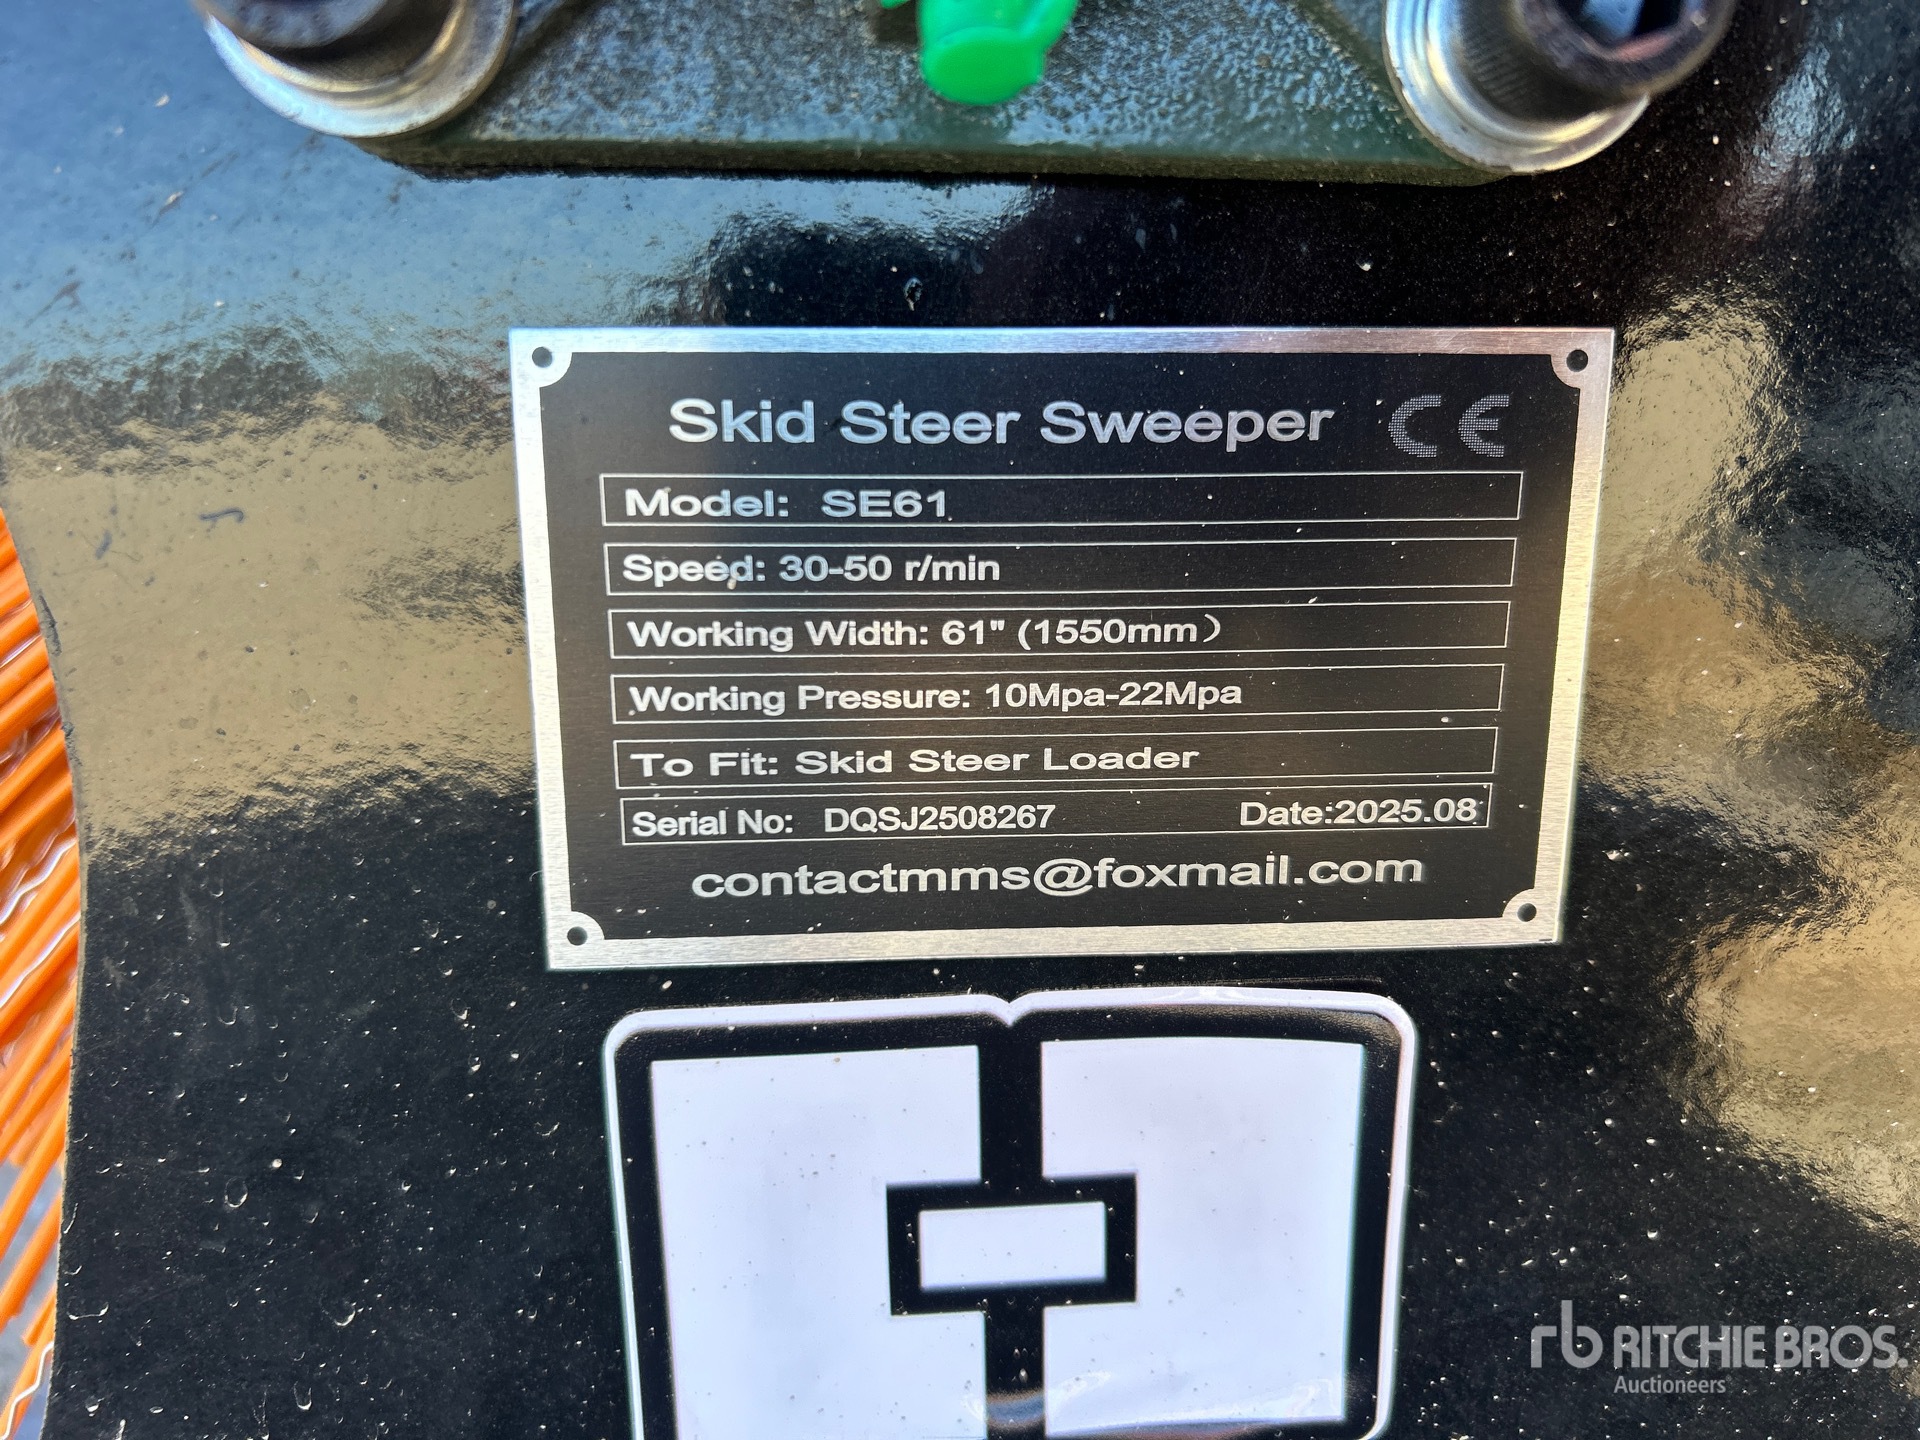 Skid Steer Sweeper CE
Model: SE61
Speed: 30-50 r/min
Working Width: 61" (1550mm）
Working Pressure: 10Mpa-22Mpa
To Fit: Skid Steer Loader
Serial No: DQSJ2508267 Date:2025.08
contactmms@foxmail.com
rb RITCHIE BROS.
Auctioneers